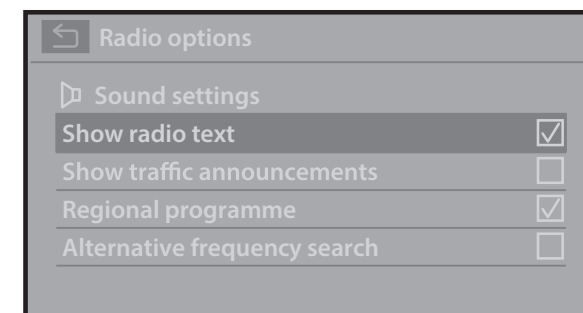 Radio options
Sound settings
Show radio text
Show traffic announcements
Regional programme
Alternative frequency search